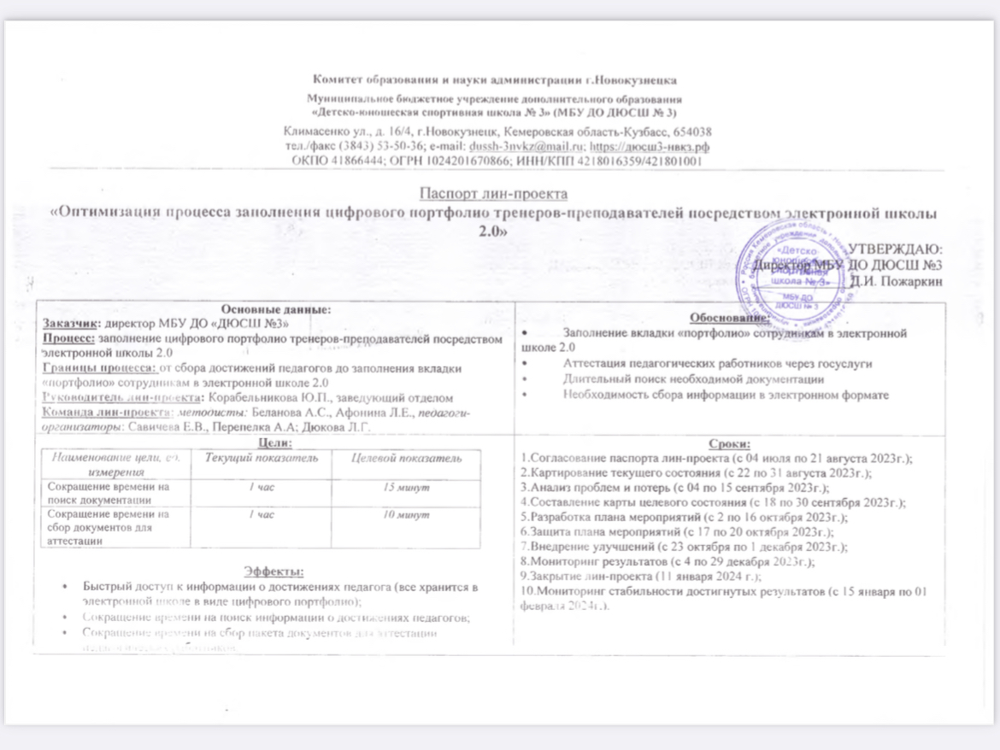 Комитет образования и науки администрации г.Новокузнецка
Муниципальное бюджетное учреждение дополнительного образования
«Детско-юношеская спортивная школа № 3» (МБУ ДО ДЮСШ № 3)
Климасенко ул., д. 16/4, г.Новокузнецк, Кемеровская область-Кузбасс, 654038
тел./факс (3843) 53-50-36; e-mail: dussh-3nvkz@mail.ru; https://дюсш3-нвкз.рф
ОКПО 41866444; ОГРН 1024201670866; ИНН/КПП 4218016359/421801001
Паспорт лин-проекта
«Оптимизация процесса заполнения цифрового портфолио тренеров-преподавателей посредством электронной школы
2.0»
УТВЕРЖДАЮ:
Директор МБУ ДО ДЮСШ №3
Д.И. Пожаркин
«Детско-
юношеская
спортивная
школа № 3»
МБУ ДО
ДЮСШ № 3
Основные данные:
Заказчик: директор МБУ ДО «ДЮСШ №3»
Процесс: заполнение цифрового портфолио тренеров-преподавателей посредством
электронной школы 2.0
Границы процесса: от сбора достижений педагогов до заполнения вкладки
«портфолио» сотрудникам в электронной школе 2.0
Руководитель лин-проекта: Корабельникова Ю.П., заведующий отделом
Команда лин-проекта: методисты: Беланова А.С., Афонина Л.Е., педагоги-
организаторы: Савичева Е.В., Перепелка А.А; Дюкова Л.Г.
Обоснование:
• Заполнение вкладки «портфолио» сотрудникам в электронной
школе 2.0
• Аттестация педагогических работников через госуслуги
• Длительный поиск необходимой документации
• Необходимость сбора информации в электронном формате
Цели:
Наименование цели, ед. Текущий показатель Целевой показатель
измерения
Сокращение времени на 1 час 15 минут
поиск документации
Сокращение времени на 1 час 10 минут
сбор документов для
аттестации
Эффекты:
• Быстрый доступ к информации о достижениях педагога (все хранится в
электронной школе в виде цифрового портфолио);
• Сокращение времени на поиск информации о достижениях педагогов;
• Сокращение времени на сбор пакета документов для аттестации
педагогических работников
Сроки:
1.Согласование паспорта лин-проекта (с 04 июля по 21 августа 2023г.);
2.Картирование текущего состояния (с 22 по 31 августа 2023г.);
3.Анализ проблем и потерь (с 04 по 15 сентября 2023г.);
4.Составление карты целевого состояния (с 18 по 30 сентября 2023г.);
5.Разработка плана мероприятий (с 2 по 16 октября 2023г.);
6.Защита плана мероприятий (с 17 по 20 октября 2023г.);
7.Внедрение улучшений (с 23 октября по 1 декабря 2023г.);
8.Мониторинг результатов (с 4 по 29 декабря 2023г.);
9.Закрытие лин-проекта (11 января 2024 г.);
10.Мониторинг стабильности достигнутых результатов (с 15 января по 01
февраля 2024г.).